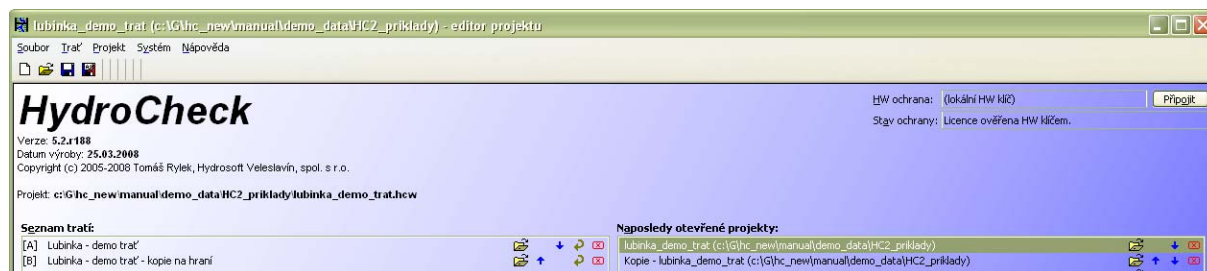 lubinka_demo_trat (c:\G\hc_new\manual\demo_data\HC2_priklady) - editor projektu
Soubor Trať Projekt Systém Nápověda
HydroCheck
HW ochrana: (lokální HW klíč) Připojit
Stav ochrany: Licence ověřena HW klíčem.
Verze: 5.2.r188
Datum výroby: 25.03.2008
Copyright (c) 2005-2008 Tomáš Rylek, Hydrosoft Veleslavín, spol. s r.o.
Projekt: c:\G\hc_new\manual\demo_data\HC2_priklady\lubinka_demo_trat.hcw
Seznam tratí:
[A] Lubinka - demo trať
[B] Lubinka - demo trať - kopie na hraní
Naposledy otevřené projekty:
lubinka_demo_trat (c:\G\hc_new\manual\demo_data\HC2_priklady)
Kopie - lubinka_demo_trat (c:\G\hc_new\manual\demo_data\HC2_priklady)